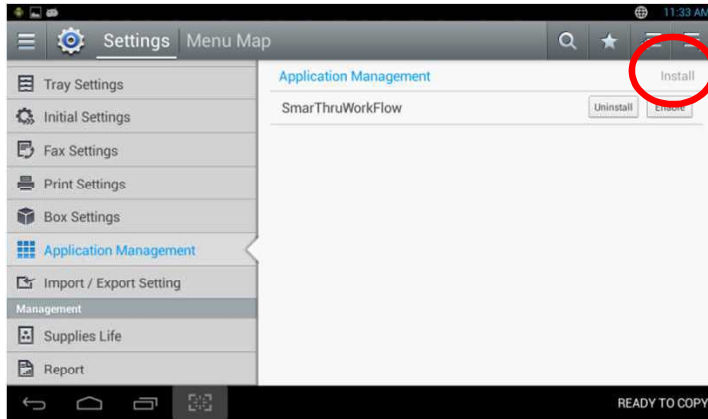 11:33 AM
Settings Menu Map
Tray Settings
Initial Settings
Fax Settings
Print Settings
Box Settings
Application Management
Import / Export Setting
Management
Supplies Life
Report
Application Management Install
SmarThruWorkFlow Uninstall Enable
READY TO COPY